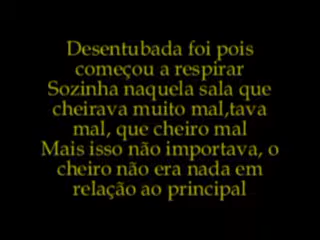 Desentubada foi pois
começou a respirar
Sozinha naquela sala que
cheirava muito mal,tava
mal, que cheiro mal
Mais isso não importava, o
cheiro não era nada em
relação ao principal